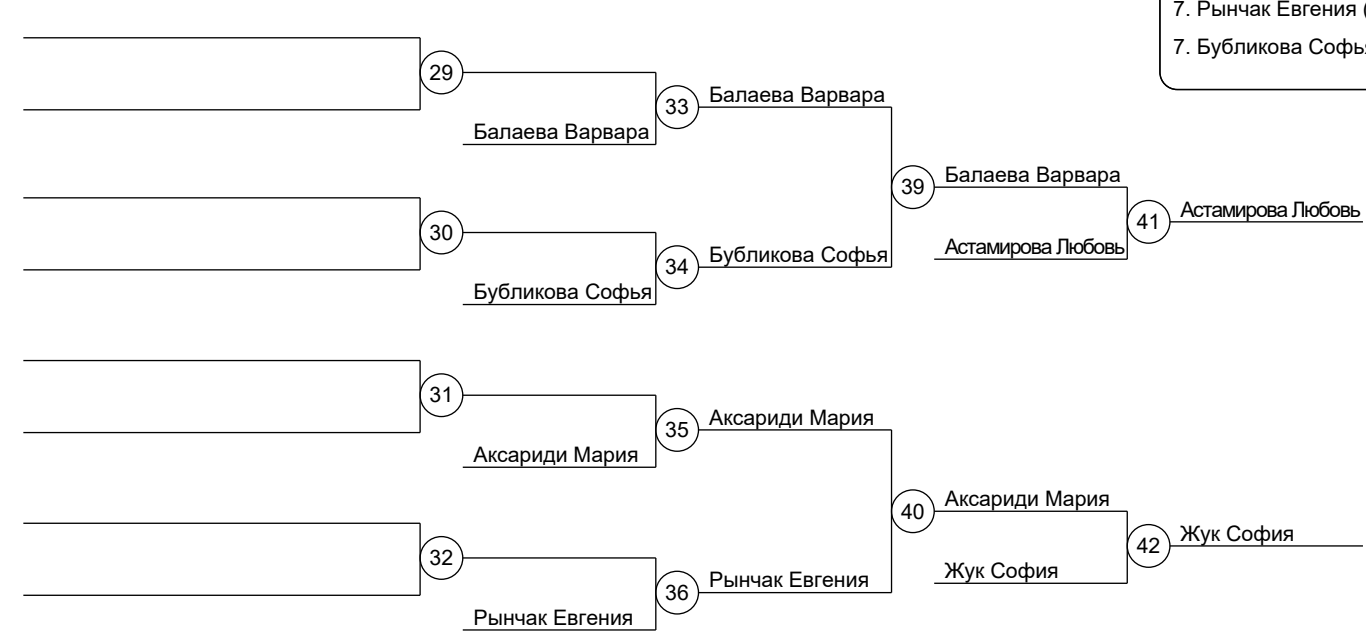 7. Рынчак Евгения (
7. Бубликова Софья
29
33
Балаева Варвара
Балаева Варвара
39
Балаева Варвара
41
Астамирова Любовь
Астамирова Любовь
30
34
Бубликова Софья
Бубликова Софья
31
35
Аксариди Мария
Аксариди Мария
40
Аксариди Мария
42
Жук София
Жук София
32
36
Рынчак Евгения
Рынчак Евгения